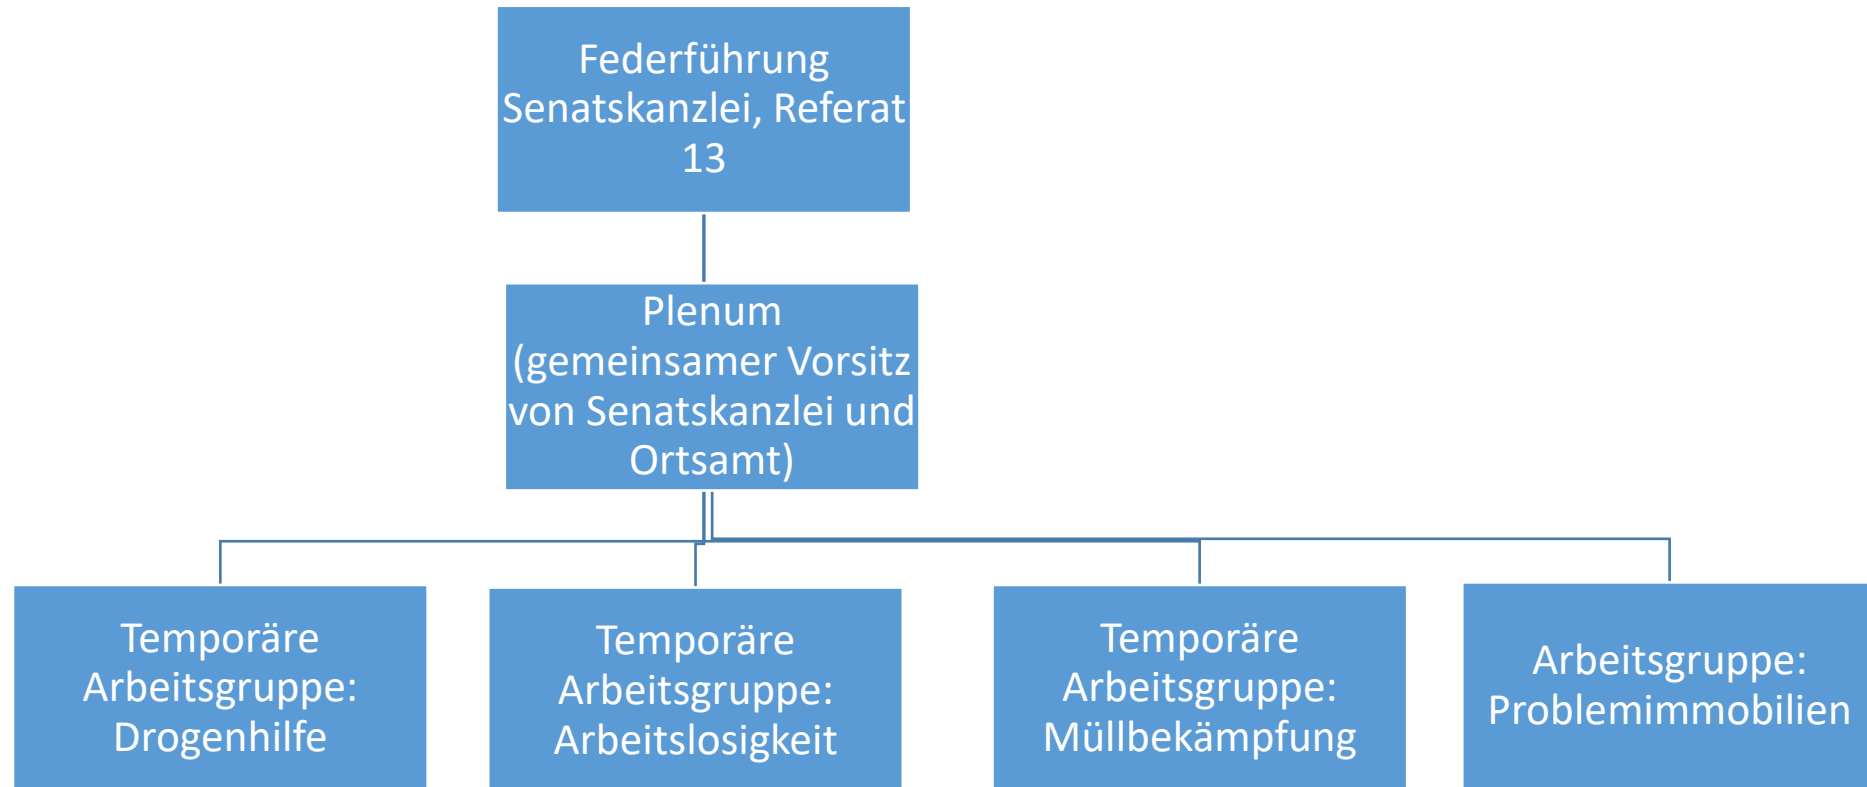 Federführung
Senatskanzlei, Referat
13
Plenum
(gemeinsamer Vorsitz
von Senatskanzlei und
Ortsamt)
Temporäre
Arbeitsgruppe:
Drogenhilfe
Temporäre
Arbeitsgruppe:
Arbeitslosigkeit
Temporäre
Arbeitsgruppe:
Müllbekämpfung
Arbeitsgruppe:
Problemimmobilien